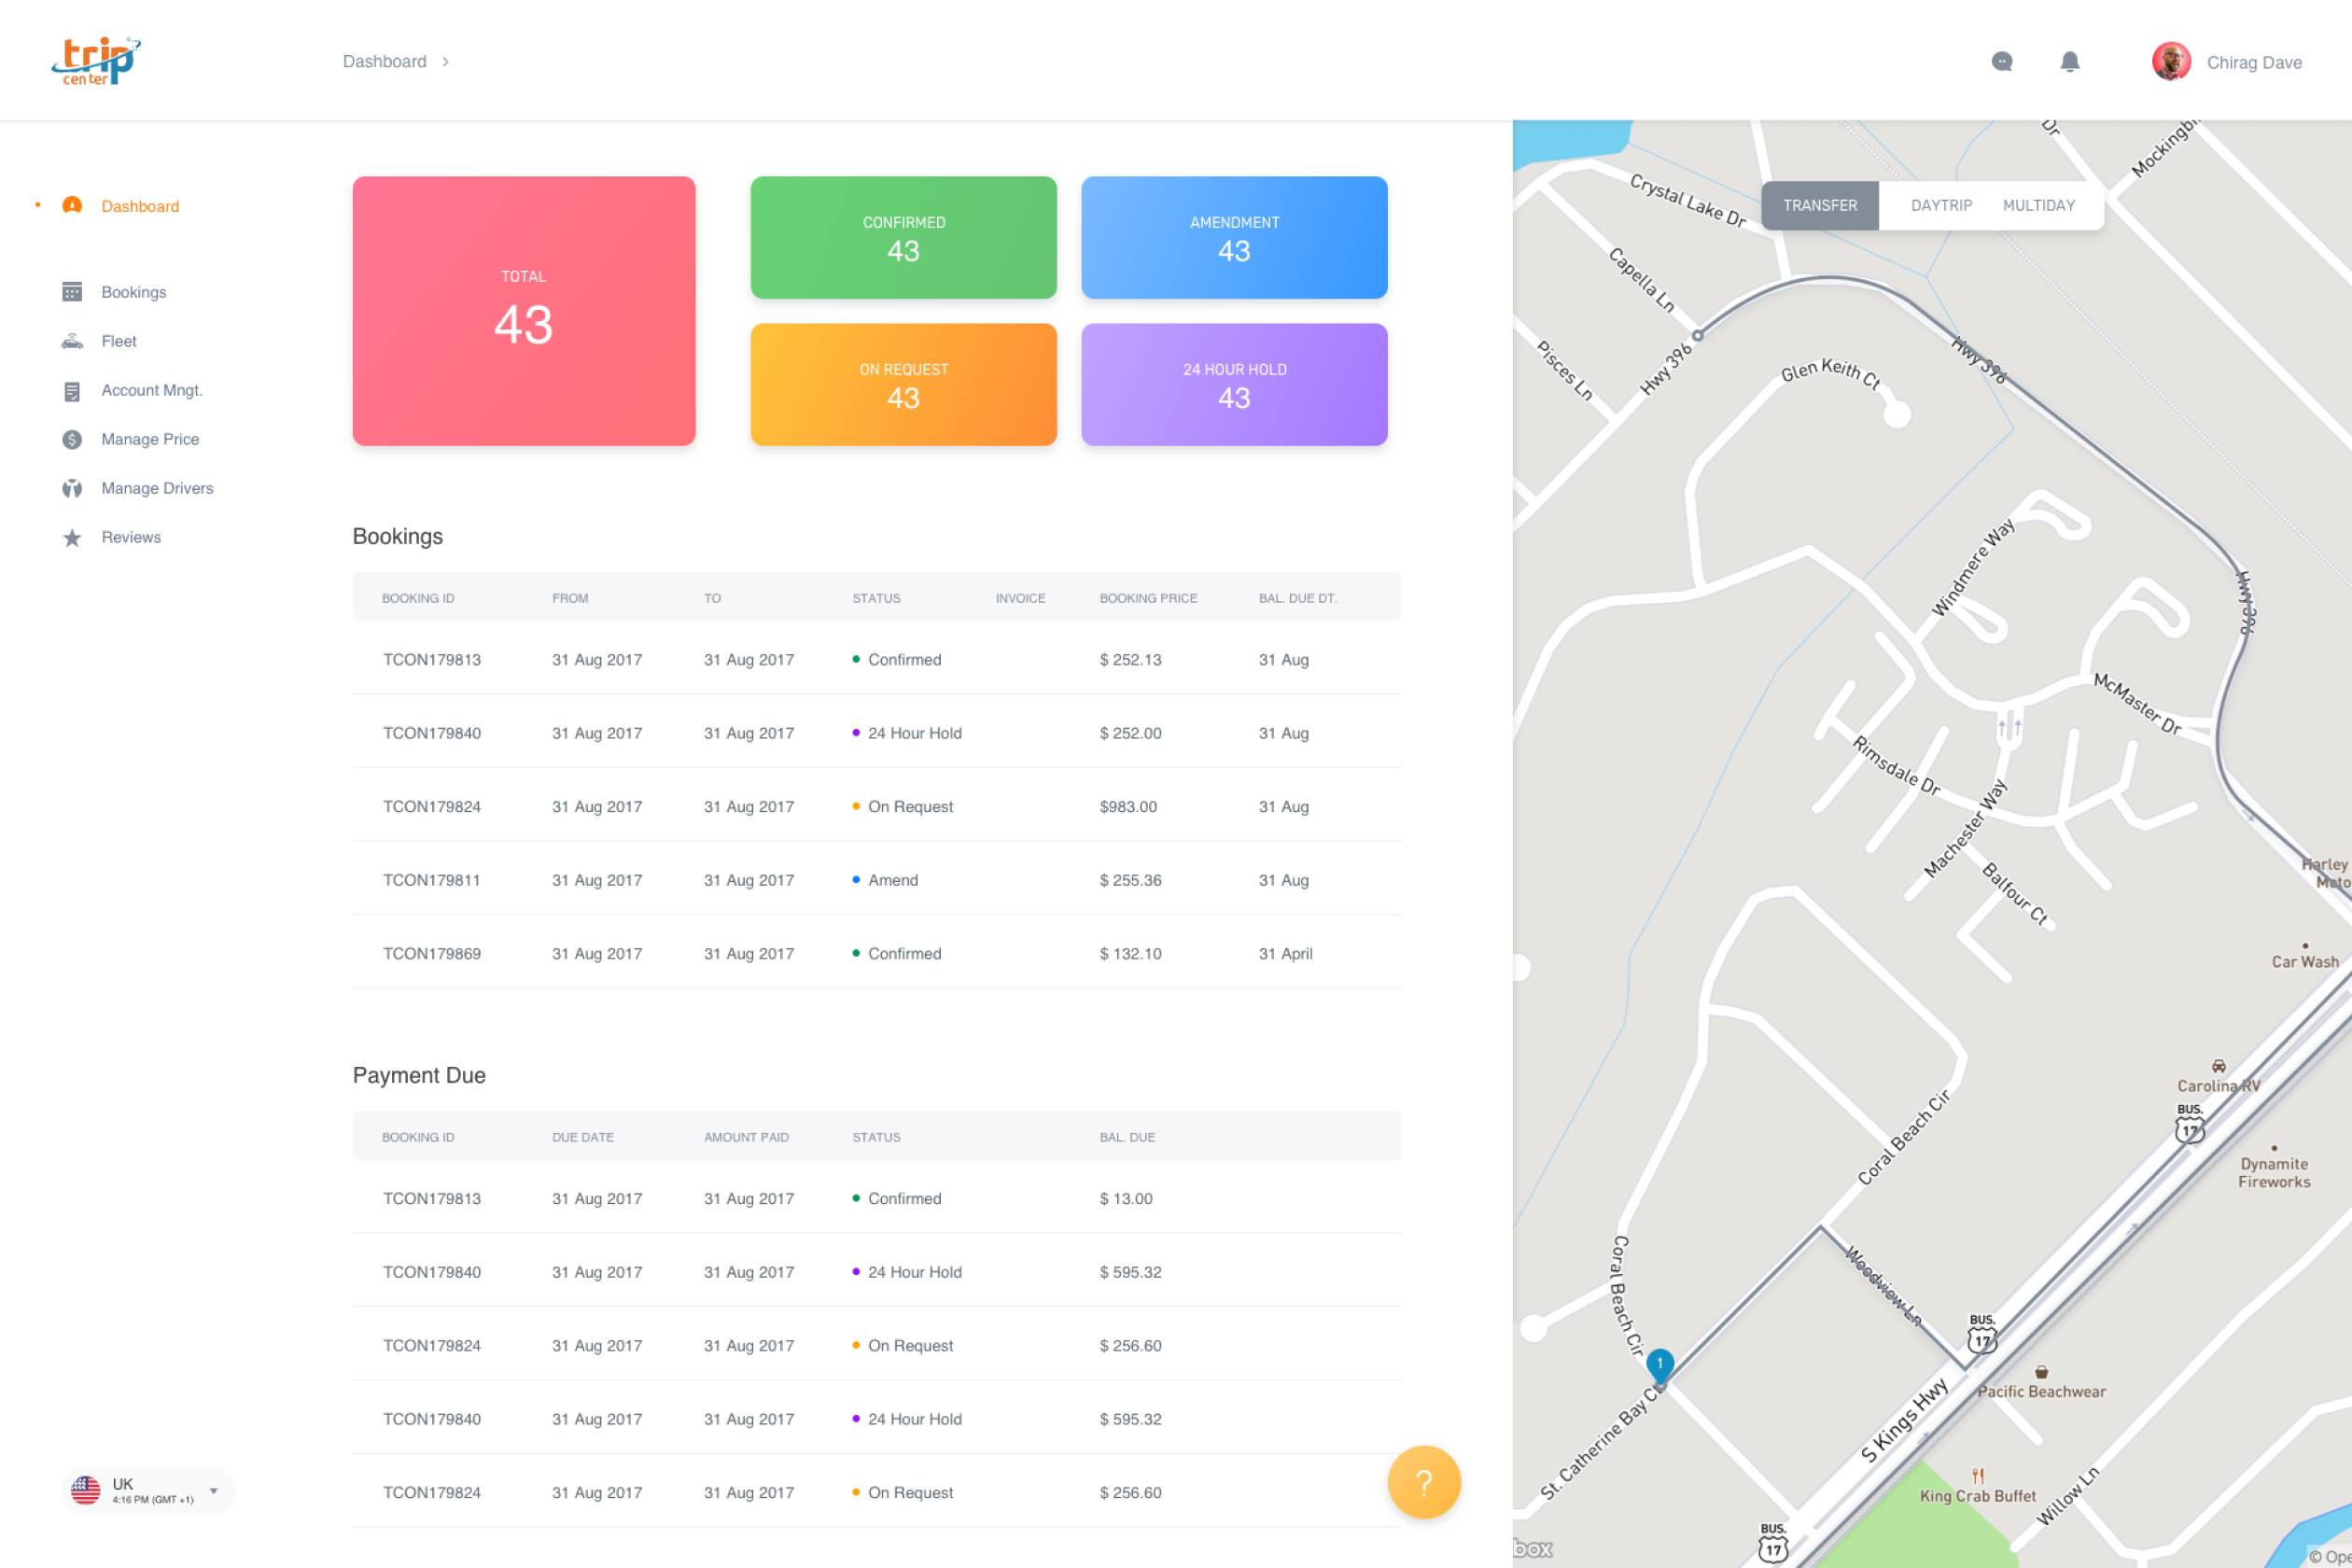 trip
center
Dashboard
Chirag Dave
Dashboard
Bookings
Fleet
Account Mngt.
Manage Price
Manage Drivers
Reviews
UK
4:16 PM (GMT +1)
TOTAL
43
CONFIRMED
43
AMENDMENT
43
ON REQUEST
43
24 HOUR HOLD
43
Bookings
BOOKING ID FROM TO STATUS INVOICE BOOKING PRICE BAL. DUE DT.
TCON179813 31 Aug 2017 31 Aug 2017 Confirmed $ 252.13 31 Aug
TCON179840 31 Aug 2017 31 Aug 2017 24 Hour Hold $ 252.00 31 Aug
TCON179824 31 Aug 2017 31 Aug 2017 On Request $983.00 31 Aug
TCON179811 31 Aug 2017 31 Aug 2017 Amend $ 255.36 31 Aug
TCON179869 31 Aug 2017 31 Aug 2017 Confirmed $ 132.10 31 April
Payment Due
BOOKING ID DUE DATE AMOUNT PAID STATUS BAL. DUE
TCON179813 31 Aug 2017 31 Aug 2017 Confirmed $ 13.00
TCON179840 31 Aug 2017 31 Aug 2017 24 Hour Hold $ 595.32
TCON179824 31 Aug 2017 31 Aug 2017 On Request $ 256.60
TCON179840 31 Aug 2017 31 Aug 2017 24 Hour Hold $ 595.32
TCON179824 31 Aug 2017 31 Aug 2017 On Request $ 256.60
?
TRANSFER DAYTRIP MULTIDAY
Dr
Crystal Lake Dr
Capella Ln
Pisces Ln
Hwy 396
Glen Keith Ct
Hwy 396
Hwy 396
Windmere Way
McMaster Dr
Rimsdale Dr
Machester Way
Balfour Ct
Harley
Car Wash
Carolina RV
BUS.
17
Dynamite
Fireworks
Coral Beach Cir
Coral Beach Cir
Woodview Ln
BUS.
17
1
Pacific Beachwear
St. Catherine Bay
S Kings Hwy
King Crab Buffet
Willow Ln
BUS.
17
box